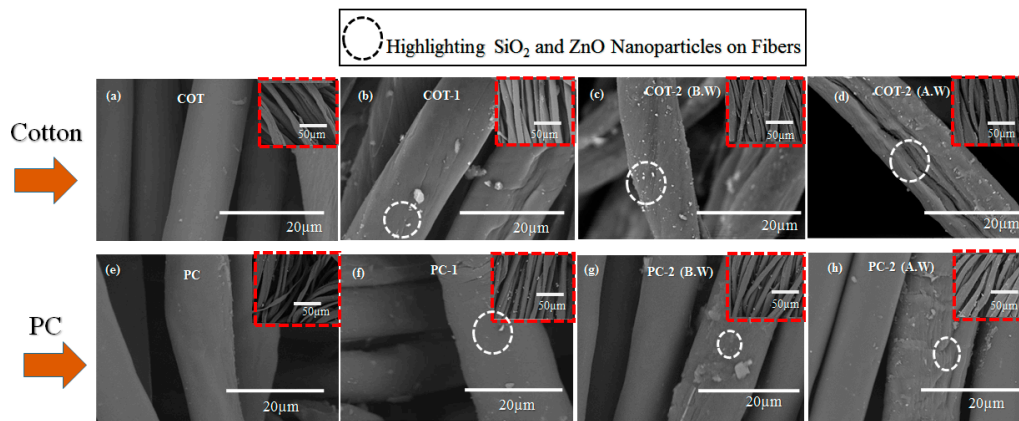 Highlighting SiO₂ and ZnO Nanoparticles on Fibers
Cotton
(a)
COT
50µm
20µm
(b)
COT-1
50µm
20µm
(c)
COT-2 (B.W)
50µm
20µm
(d)
COT-2 (A.W)
50µm
20µm
PC
(e)
PC
50µm
20µm
(f)
PC-1
50µm
20µm
(g)
PC-2 (B.W)
50µm
20µm
(h)
PC-2 (A.W)
50µm
20µm